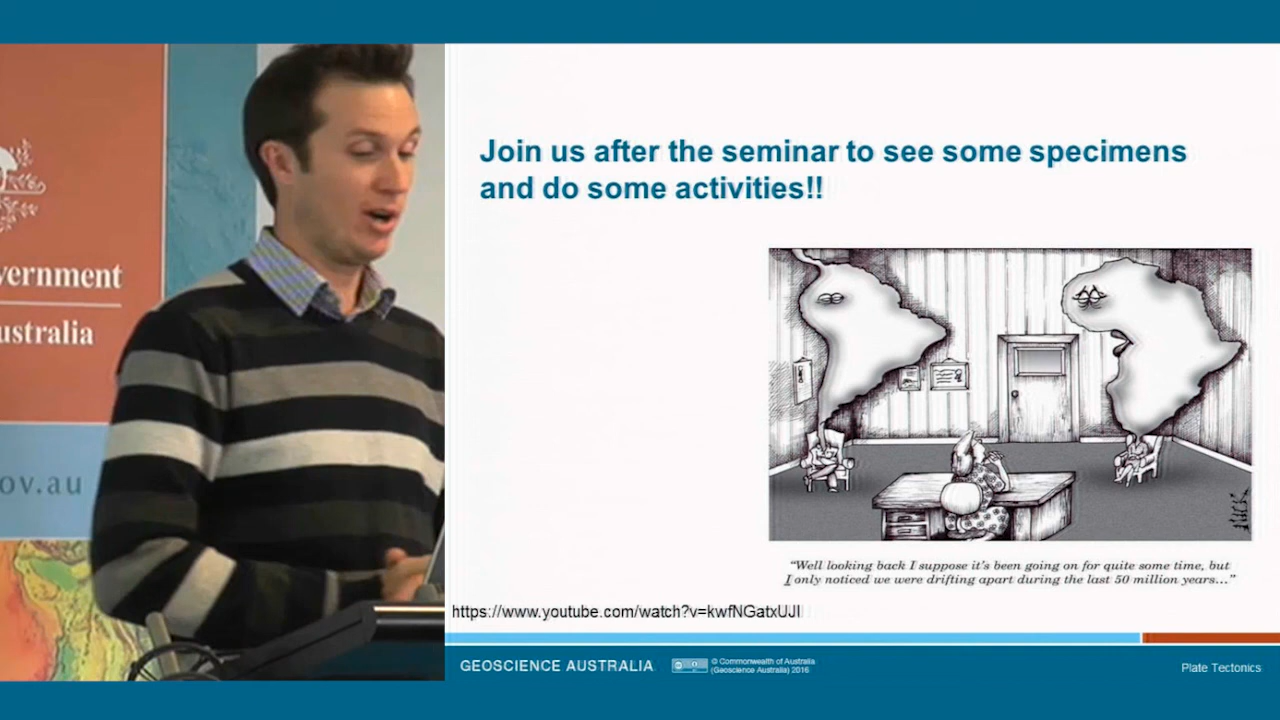 vernment
ustralia
ov.au
Join us after the seminar to see some specimens
and do some activities!!
“Well looking back I suppose it’s been going on for quite some time, but
I only noticed we were drifting apart during the last 50 million years...”
https://www.youtube.com/watch?v=kwfNGatxUJI
GEOSCIENCE AUSTRALIA
© Commonwealth of Australia
(Geoscience Australia) 2016
Plate Tectonics